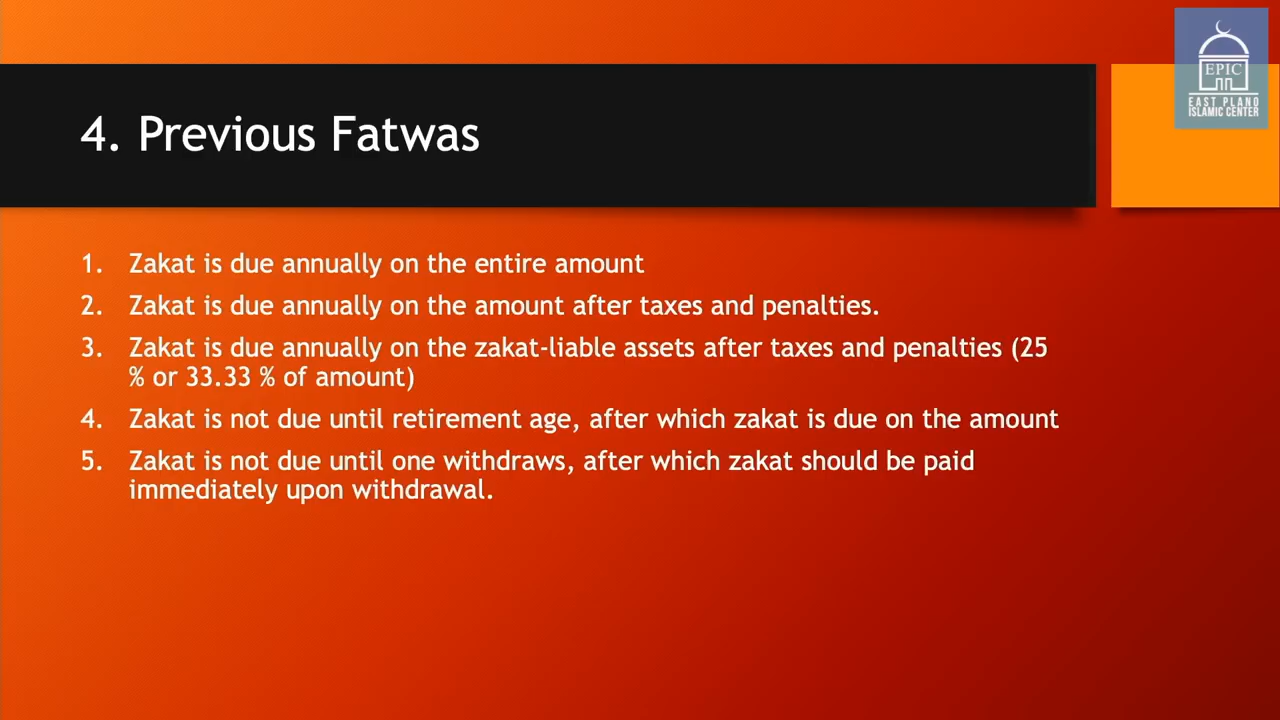 EPIC
EAST PLANO
ISLAMIC CENTER
4. Previous Fatwas
1. Zakat is due annually on the entire amount
2. Zakat is due annually on the amount after taxes and penalties.
3. Zakat is due annually on the zakat-liable assets after taxes and penalties (25
% or 33.33 % of amount)
4. Zakat is not due until retirement age, after which zakat is due on the amount
5. Zakat is not due until one withdraws, after which zakat should be paid
immediately upon withdrawal.